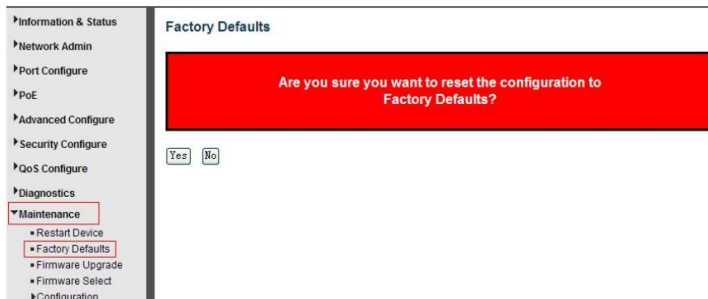 Information & Status
Network Admin
Port Configure
PoE
Advanced Configure
Security Configure
QoS Configure
Diagnostics
Maintenance
Restart Device
Factory Defaults
Firmware Upgrade
Firmware Select
Configuration
Factory Defaults
Are you sure you want to reset the configuration to
Factory Defaults?
Yes No